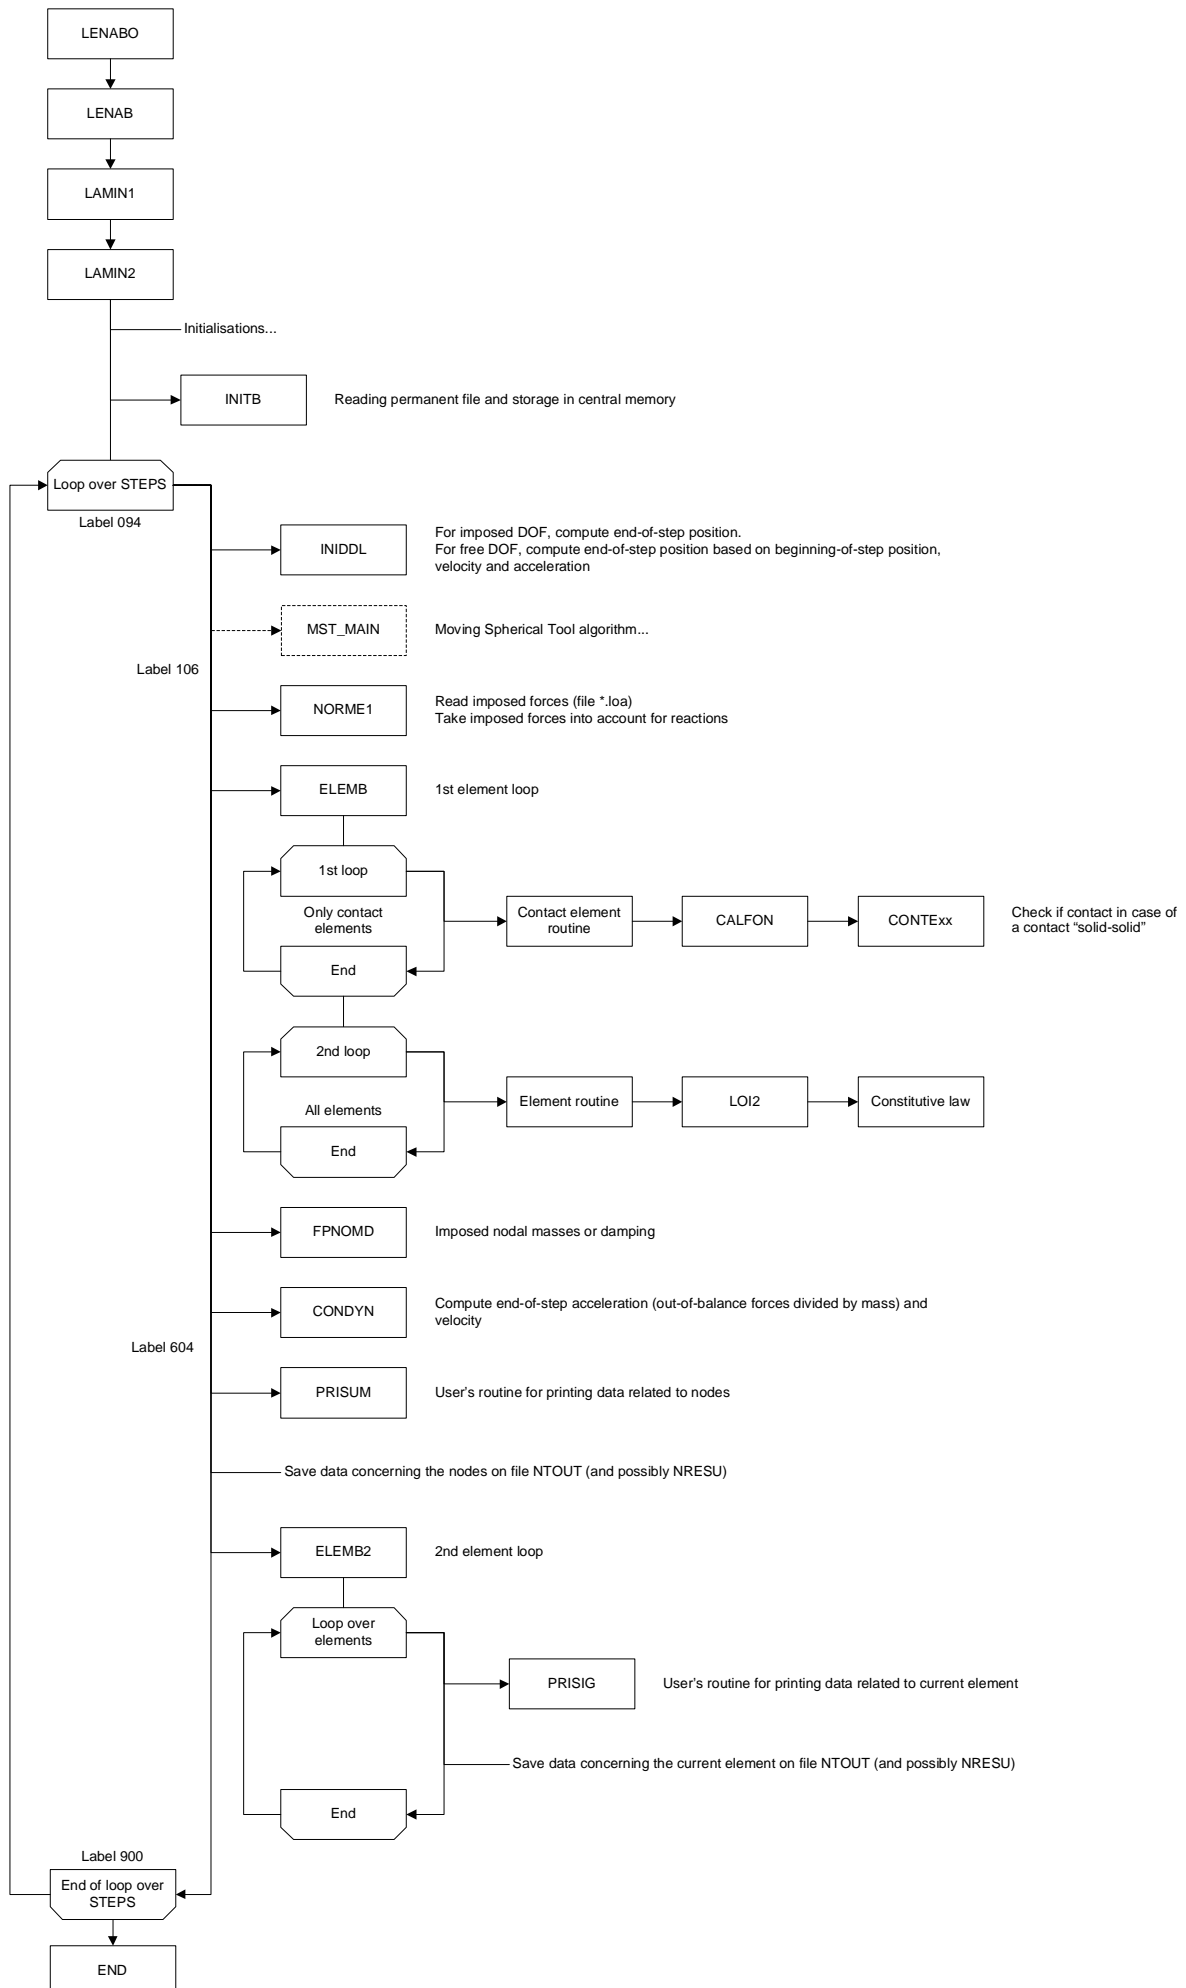 LENABO
LENAB
LAMIN1
LAMIN2
Initialisations...
INITB
Reading permanent file and storage in central memory
Loop over STEPS
Label 094
INIDDL
For imposed DOF, compute end-of-step position.
For free DOF, compute end-of-step position based on beginning-of-step position,
velocity and acceleration
MST_MAIN
Moving Spherical Tool algorithm...
Label 106
NORME1
Read imposed forces (file *.loa)
Take imposed forces into account for reactions
ELEMB
1st element loop
1st loop
Only contact
elements
End
Contact element
routine
CALFON
CONTExx
Check if contact in case of
a contact “solid-solid”
2nd loop
All elements
End
Element routine
LOI2
Constitutive law
FPNOMD
Imposed nodal masses or damping
CONDYN
Compute end-of-step acceleration (out-of-balance forces divided by mass) and
velocity
Label 604
PRISUM
User’s routine for printing data related to nodes
Save data concerning the nodes on file NTOUT (and possibly NRESU)
ELEMB2
2nd element loop
Loop over
elements
PRISIG
User’s routine for printing data related to current element
Save data concerning the current element on file NTOUT (and possibly NRESU)
End
Label 900
End of loop over
STEPS
END